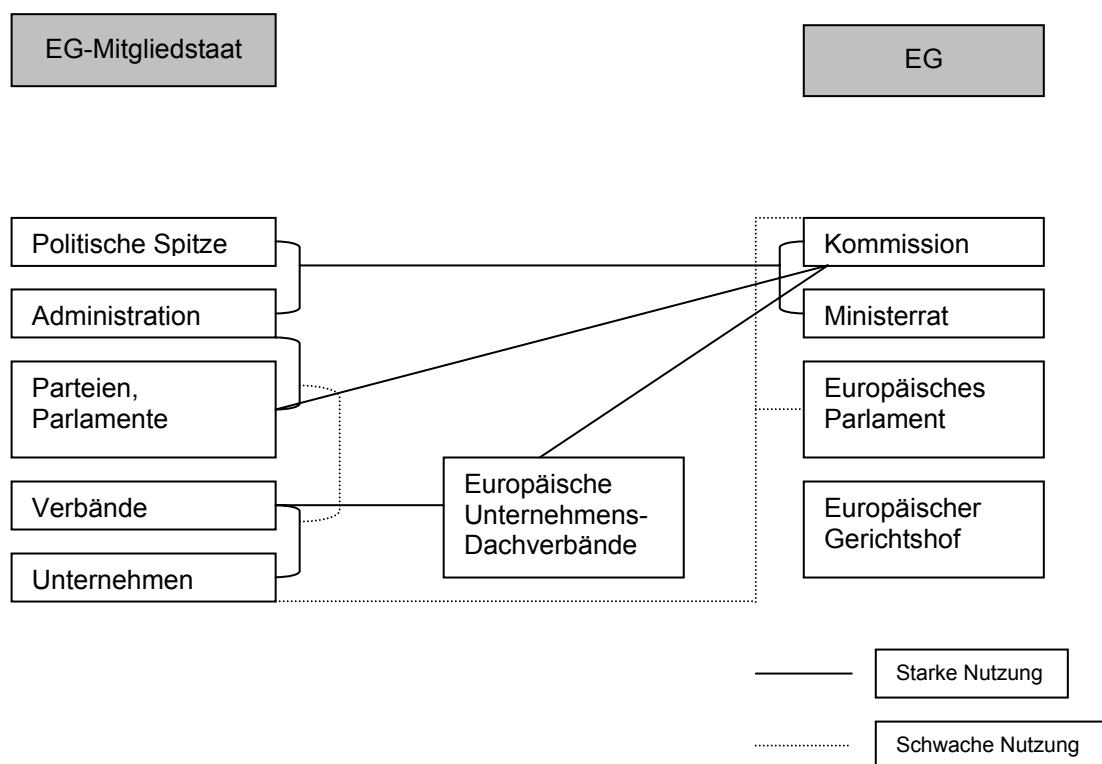 EG-Mitgliedstaat
EG
Politische Spitze
Administration
Parteien,
Parlamente
Verbände
Unternehmen
Europäische
Unternehmens-
Dachverbände
Kommission
Ministerrat
Europäisches
Parlament
Europäischer
Gerichtshof
Starke Nutzung
Schwache Nutzung